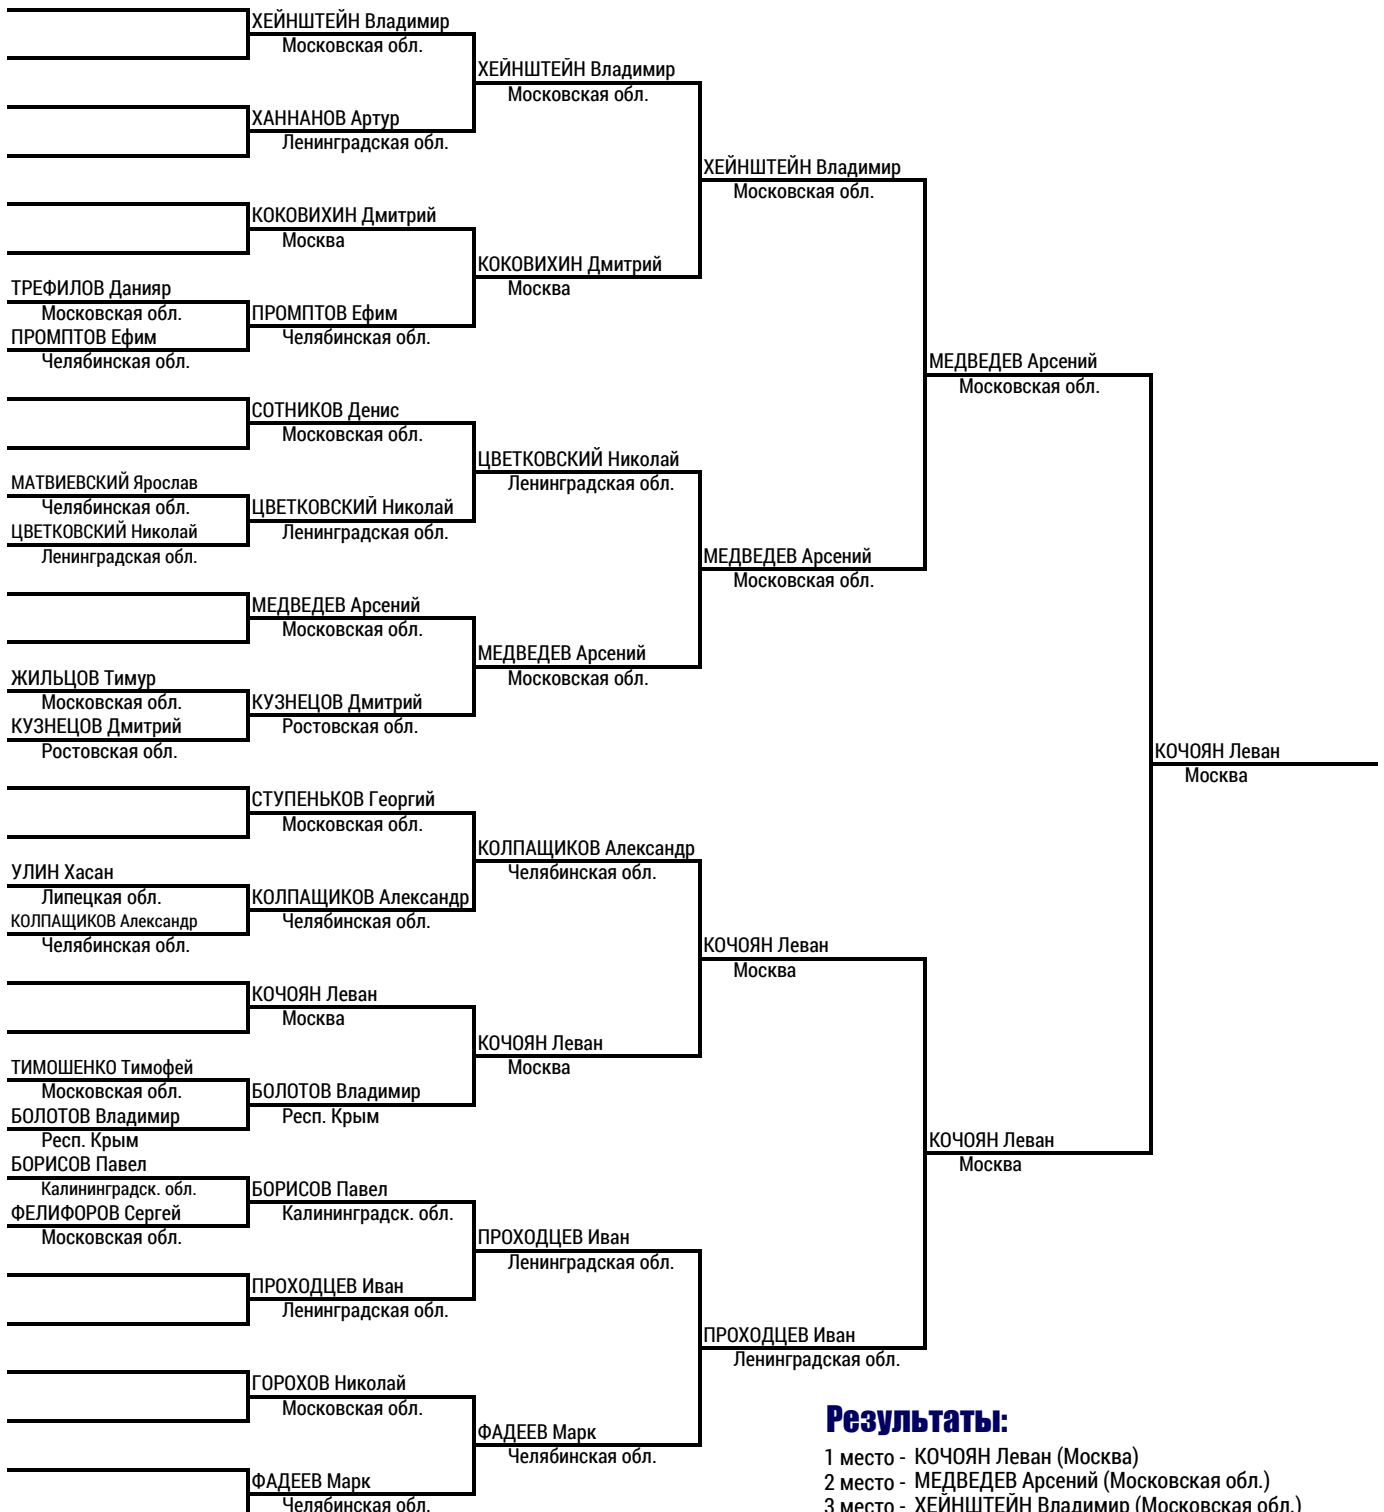 ХЕЙНШТЕЙН Владимир
Московская обл.
ХАННАНОВ Артур
Ленинградская обл.
КОКОВИХИН Дмитрий
Москва
ТРЕФИЛОВ Данияр
Московская обл.
ПРОМПТОВ Ефим
Челябинская обл.
ПРОМПТОВ Ефим
Челябинская обл.
СОТНИКОВ Денис
Московская обл.
МАТВИЕВСКИЙ Ярослав
Челябинская обл.
ЦВЕТКОВСКИЙ Николай
Ленинградская обл.
ЦВЕТКОВСКИЙ Николай
Ленинградская обл.
МЕДВЕДЕВ Арсений
Московская обл.
ЖИЛЬЦОВ Тимур
Московская обл.
КУЗНЕЦОВ Дмитрий
Ростовская обл.
КУЗНЕЦОВ Дмитрий
Ростовская обл.
СТУПЕНЬКОВ Георгий
Московская обл.
УЛИН Хасан
Липецкая обл.
КОЛПАЩИКОВ Александр
Челябинская обл.
КОЛПАЩИКОВ Александр
Челябинская обл.
КОЧОЯН Леван
Москва
ТИМОШЕНКО Тимофей
Московская обл.
БОЛОТОВ Владимир
Респ. Крым
БОЛОТОВ Владимир
Респ. Крым
БОРИСОВ Павел
Калининградск. обл.
ФЕЛИФОРОВ Сергей
Московская обл.
БОРИСОВ Павел
Калининградск. обл.
ПРОХОДЦЕВ Иван
Ленинградская обл.
ГОРОХОВ Николай
Московская обл.
ФАДЕЕВ Марк
Челябинская обл.
ХЕЙНШТЕЙН Владимир
Московская обл.
КОКОВИХИН Дмитрий
Москва
ЦВЕТКОВСКИЙ Николай
Ленинградская обл.
МЕДВЕДЕВ Арсений
Московская обл.
КОЛПАЩИКОВ Александр
Челябинская обл.
КОЧОЯН Леван
Москва
ПРОХОДЦЕВ Иван
Ленинградская обл.
ФАДЕЕВ Марк
Челябинская обл.
ХЕЙНШТЕЙН Владимир
Московская обл.
МЕДВЕДЕВ Арсений
Московская обл.
КОЧОЯН Леван
Москва
ПРОХОДЦЕВ Иван
Ленинградская обл.
МЕДВЕДЕВ Арсений
Московская обл.
КОЧОЯН Леван
Москва
КОЧОЯН Леван
Москва
Результаты:
1 место - КОЧОЯН Леван (Москва)
2 место - МЕДВЕДЕВ Арсений (Московская обл.)
3 место - ХЕЙНШТЕЙН Владимир (Московская обл.)